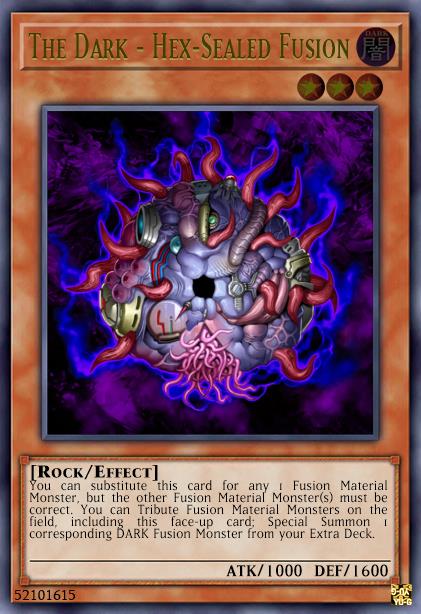 The Dark - Hex-Sealed Fusion
DARK
闇
[Rock/Effect]
You can substitute this card for any 1 Fusion Material
Monster, but the other Fusion Material Monster(s) must be
correct. You can Tribute Fusion Material Monsters on the
field, including this face-up card; Special Summon 1
corresponding DARK Fusion Monster from your Extra Deck.
ATK/1000 DEF/1600
52101615